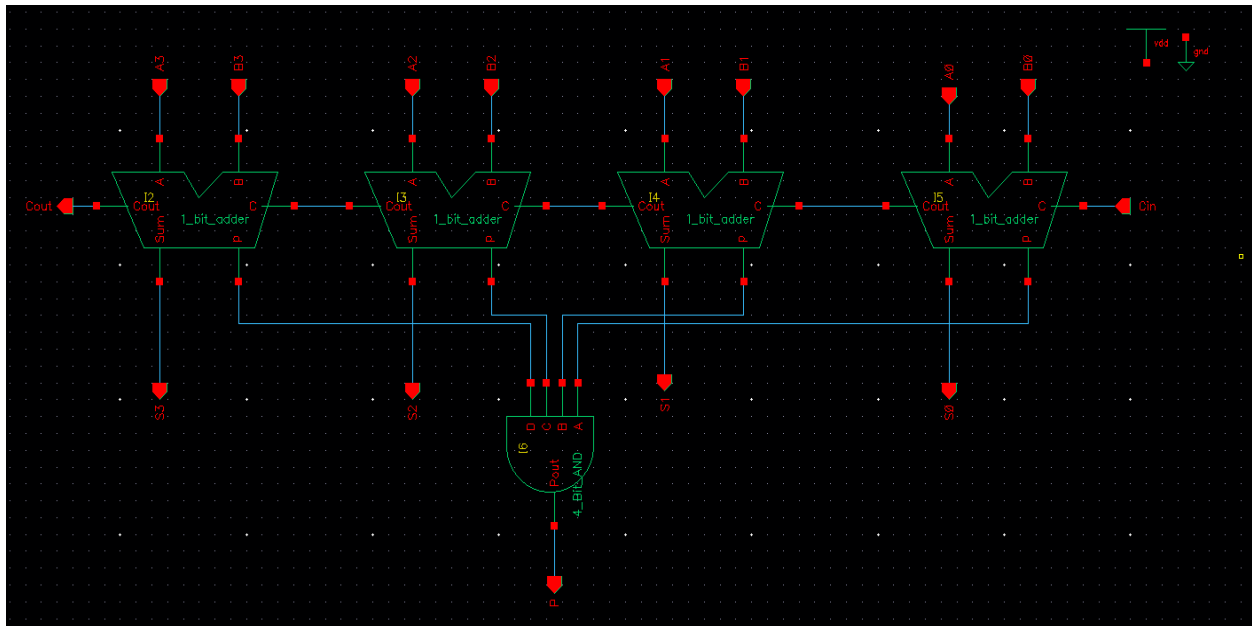 vdd
gnd
A3 B3 A2 B2 A1 B1 A0 B0
A B A B A B A B
I2 I3 I4 I5
Cout Cout C Cout C Cout C Cout C Cin
1_bit_adder 1_bit_adder 1_bit_adder 1_bit_adder
Sum P Sum P Sum P Sum P
S3 S2 S1 S0
D C B A
I6
Pout
4_Bit_AND
P